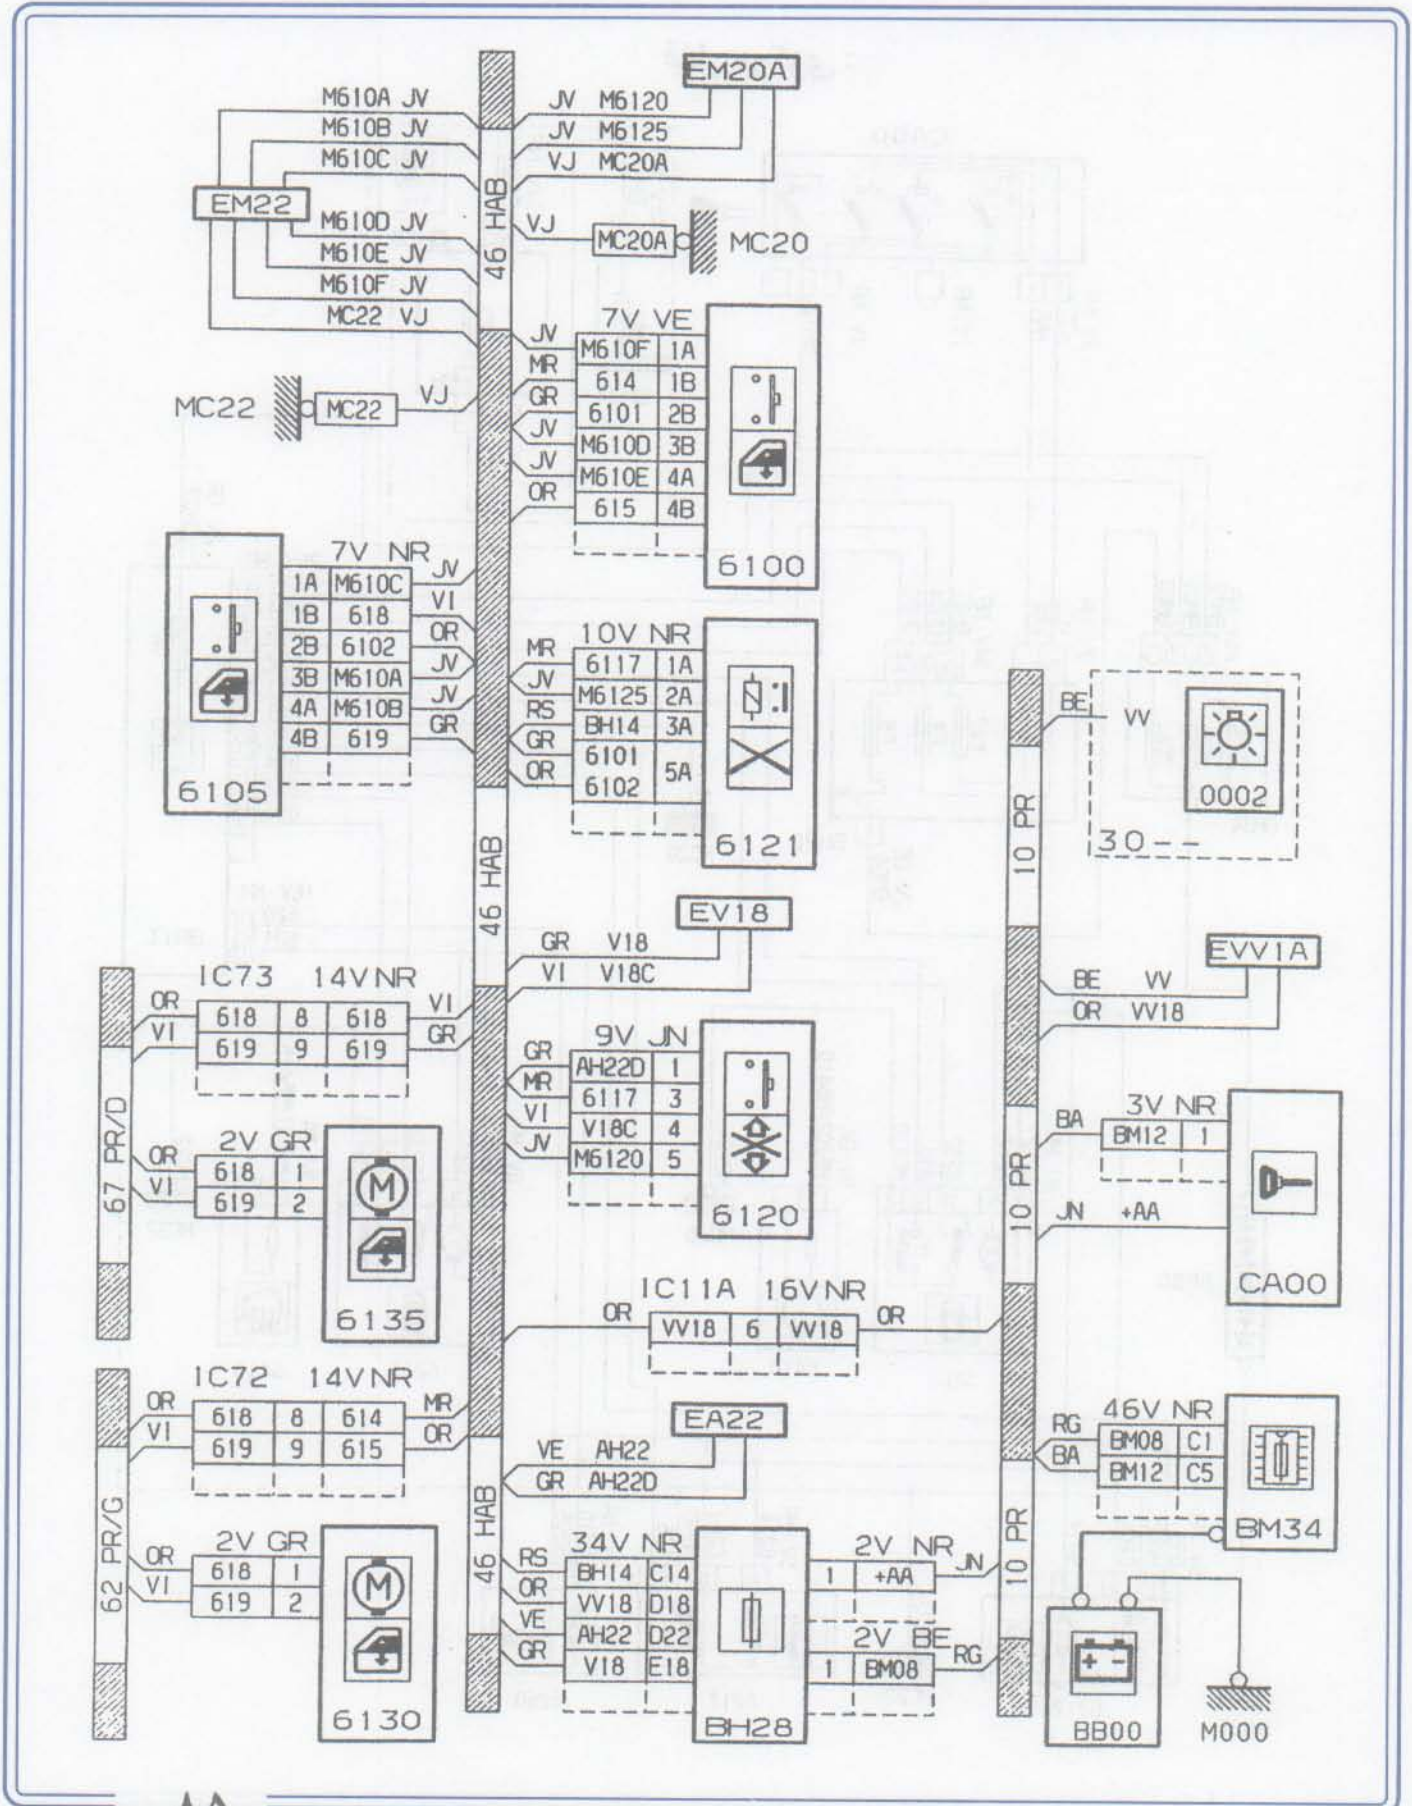 EM20A
M610A JV
M610B JV
M610C JV
JV M6120
JV M6125
VJ MC20A
EM22
46 HAB
M610D JV
M610E JV
M610F JV
MC22 VJ
VJ
MC20A
MC20
MC22
MC22
VJ
7V VE
JV M610F 1A
MR 614 1B
GR 6101 2B
JV M610D 3B
JV M610E 4A
OR 615 4B
6100
7V NR
1A M610C JV
1B 618 VI
2B 6102 OR
3B M610A JV
4A M610B JV
4B 619 GR
6105
10V NR
MR 6117 1A
JV M6125 2A
RS BH14 3A
GR 6101 5A
OR 6102
6121
BE VV
0002
30--
10 PR
46 HAB
EV18
GR V18
VI V18C
EVV1A
BE VV
OR VV18
IC73 14V NR
OR 618 8 618 VI
VI 619 9 619 GR
67 PR/D
2V GR
OR 618 1
VI 619 2
M
6135
9V JN
GR AH22D 1
MR 6117 3
VI V18C 4
JV M6120 5
6120
3V NR
BA BM12 1
10 PR
JN +AA
CA00
IC11A 16V NR
OR VV18 6 VV18 OR
IC72 14V NR
OR 618 8 614 MR
VI 619 9 615 OR
62 PR/G
2V GR
OR 618 1
VI 619 2
M
6130
EA22
VE AH22
GR AH22D
46 HAB
34V NR
RS BH14 C14
OR VV18 D18
VE AH22 D22
GR V18 E18
BH28
2V NR
1 +AA JN
2V BE
1 BM08 RG
10 PR
46V NR
RG BM08 C1
BA BM12 C5
BM34
+ -
BB00
M000